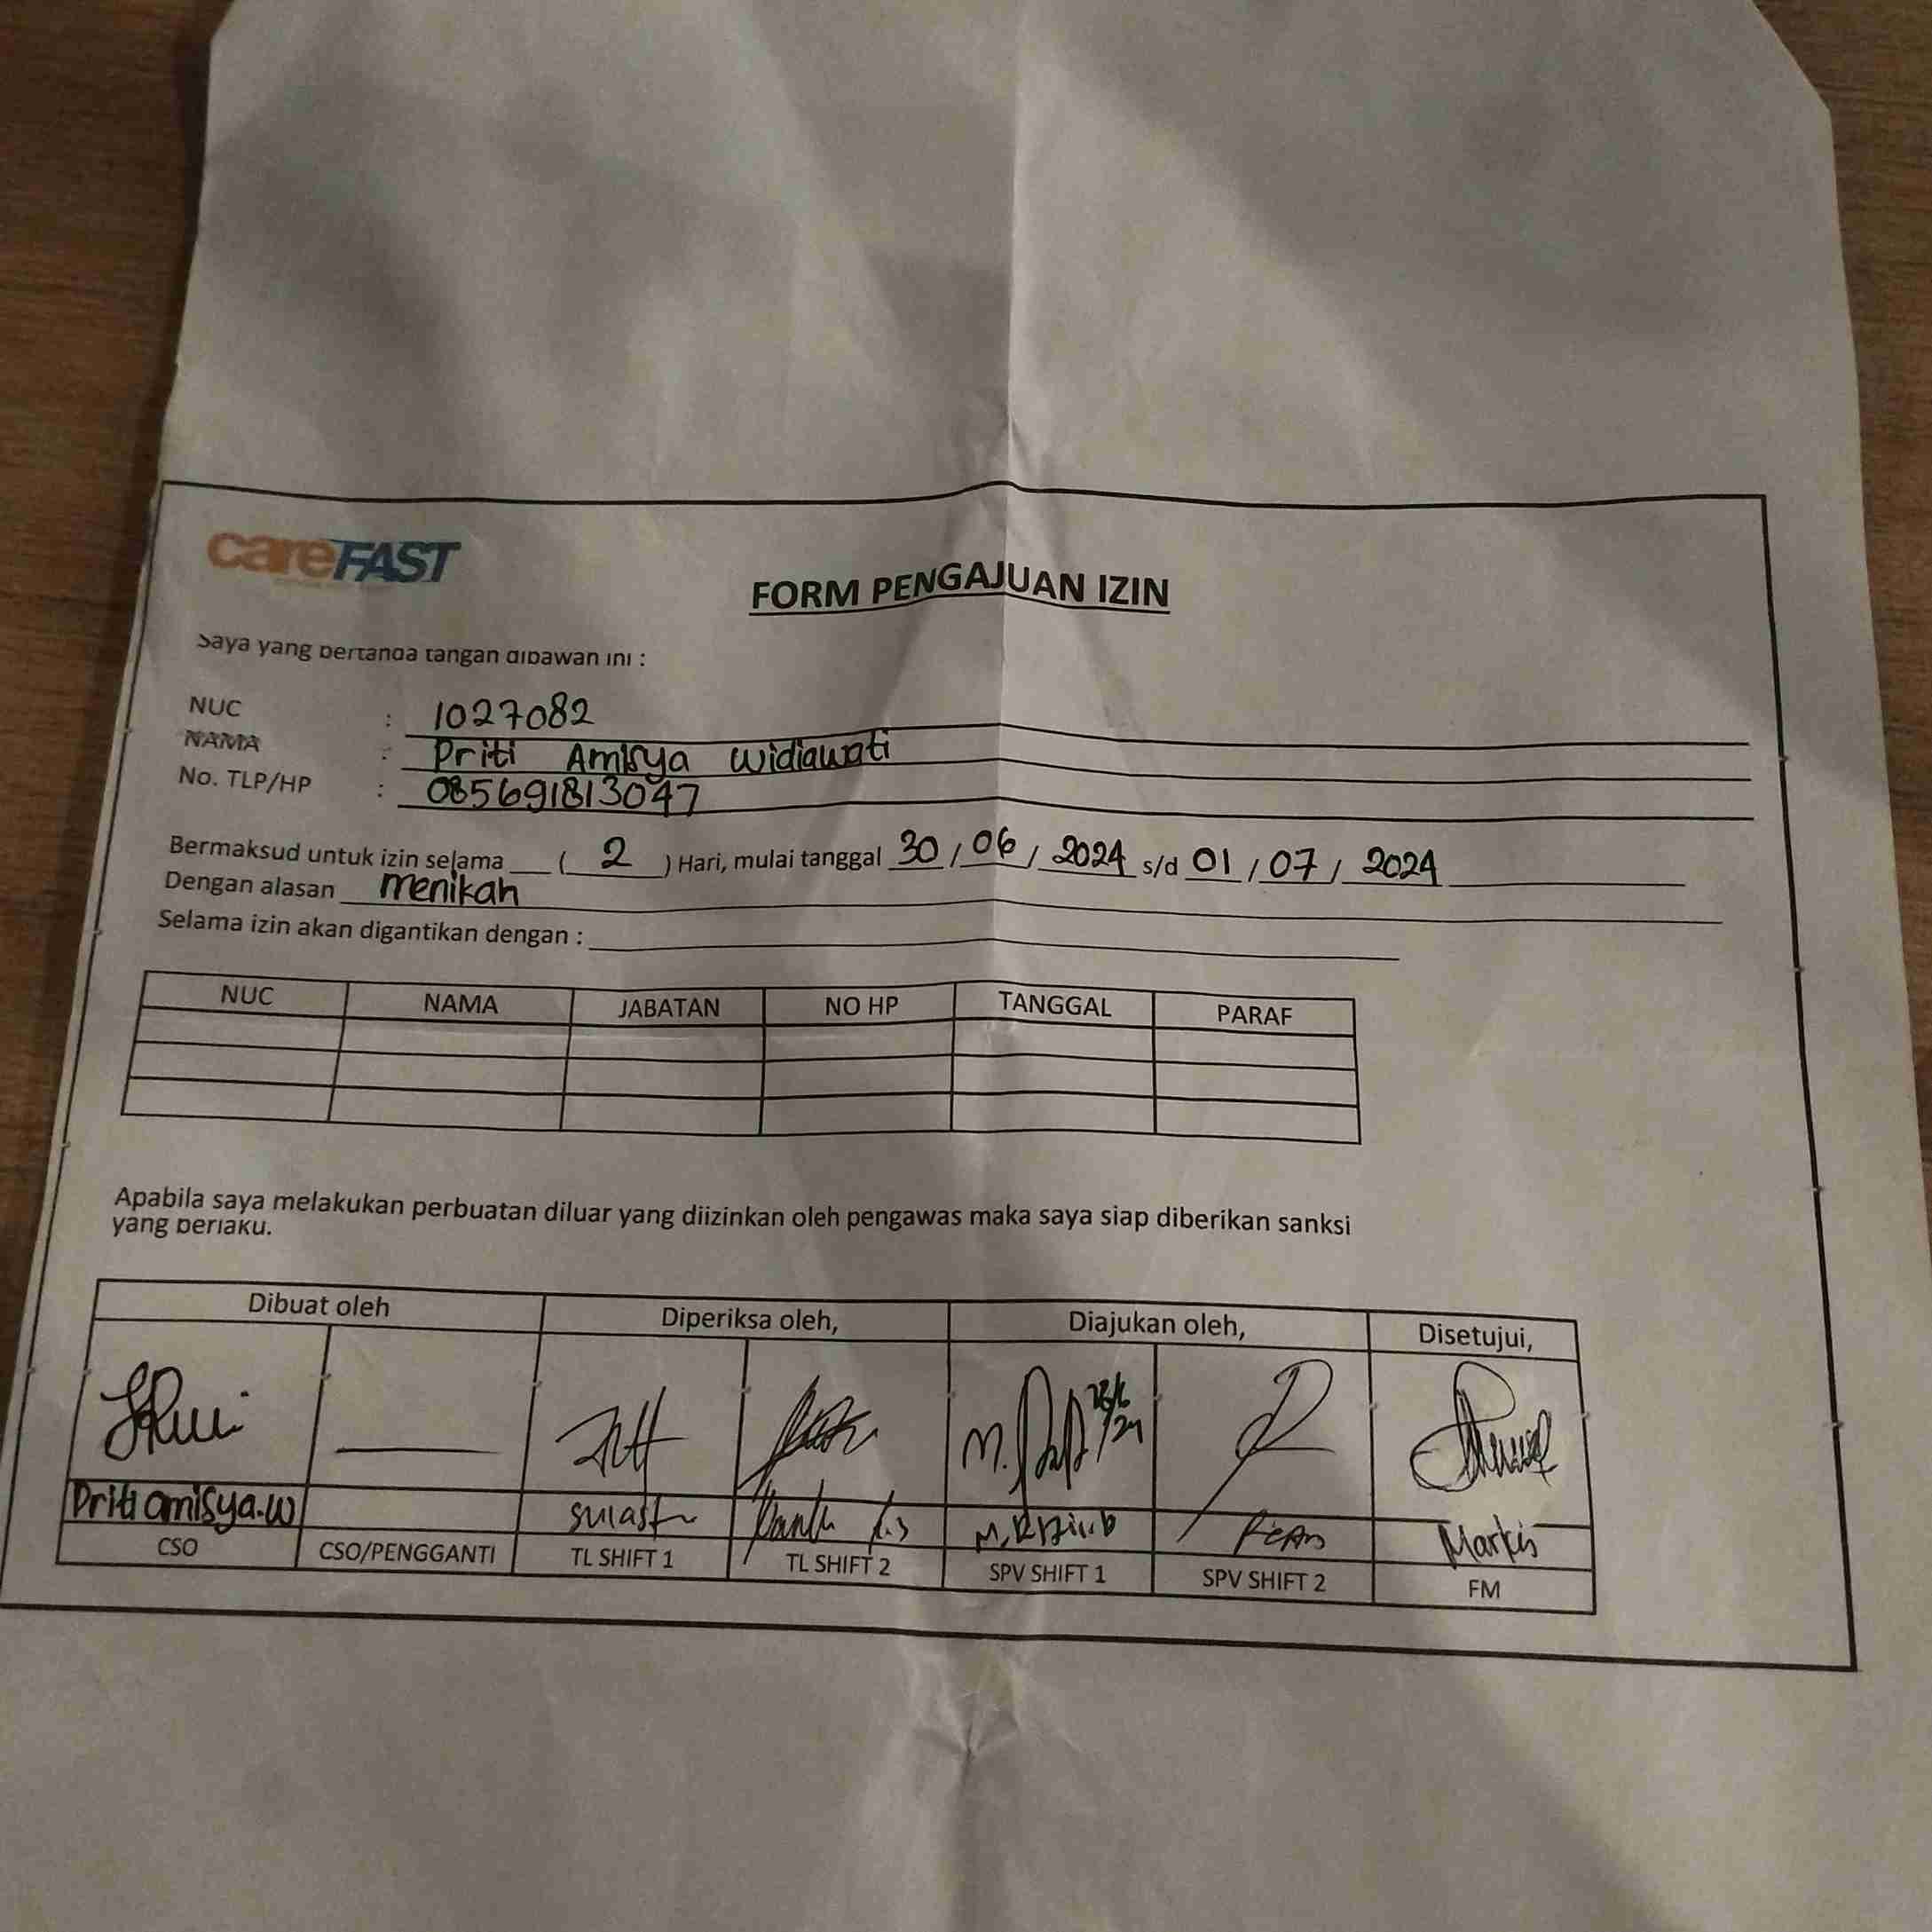 careFAST
FORM PENGAJUAN IZIN
Saya yang bertanda tangan dibawah ini :
NUC : 1027082
NAMA : Priti Amisya Widiawati
No. TLP/HP : 085691813047
Bermaksud untuk izin selama ___ ( 2 ) Hari, mulai tanggal 30 / 06 / 2024 s/d 01 / 07 / 2024
Dengan alasan menikah
Selama izin akan digantikan dengan :
NUC NAMA JABATAN NO HP TANGGAL PARAF
Apabila saya melakukan perbuatan diluar yang diizinkan oleh pengawas maka saya siap diberikan sanksi
yang berlaku.
Dibuat oleh Diperiksa oleh, Diajukan oleh, Disetujui,
Priti amisya.w Markis
CSO CSO/PENGGANTI TL SHIFT 1 TL SHIFT 2 SPV SHIFT 1 SPV SHIFT 2 FM